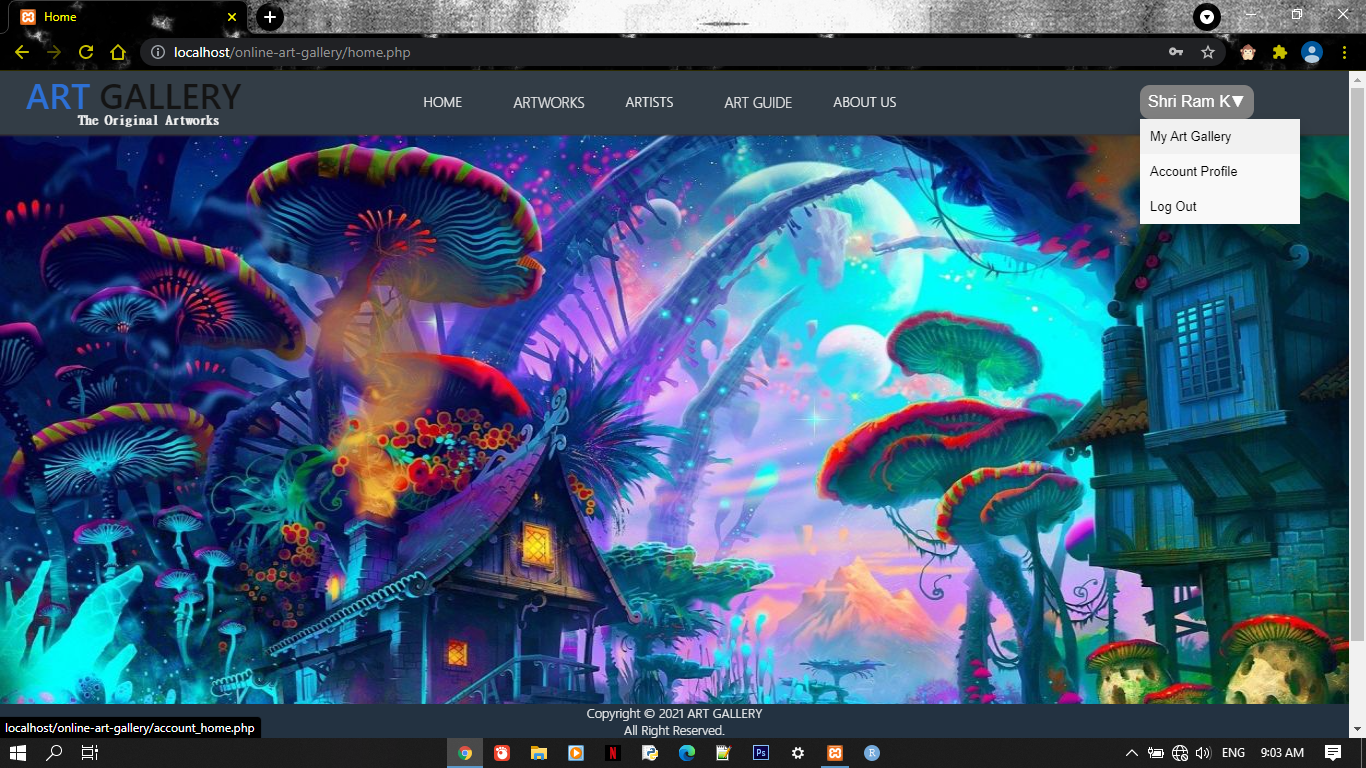 Home
localhost/online-art-gallery/home.php
ART GALLERY
The Original Artworks
HOME
ARTWORKS
ARTISTS
ART GUIDE
ABOUT US
Shri Ram K▼
My Art Gallery
Account Profile
Log Out
Copyright © 2021 ART GALLERY
All Right Reserved.
localhost/online-art-gallery/account_home.php
N
Ps
R
ENG
9:03 AM